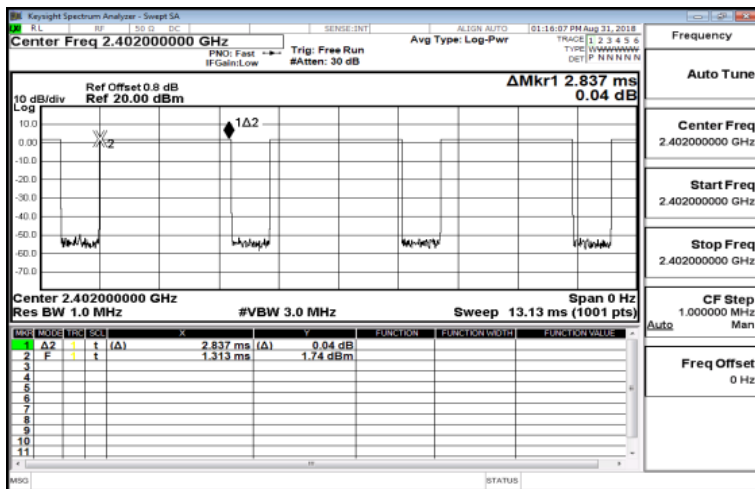 Keysight Spectrum Analyzer - Swept SA
RL RF 50 Ω DC SENSE:INT ALIGN AUTO 01:16:07 PM Aug 31, 2018
Center Freq 2.402000000 GHz
PNO: Fast
IFGain:Low
Trig: Free Run
#Atten: 30 dB
Avg Type: Log-Pwr
TRACE 1 2 3 4 5 6
TYPE WWWWWW
DET P N N N N N
ΔMkr1 2.837 ms
0.04 dB
Ref Offset 0.8 dB
10 dB/div Ref 20.00 dBm
Log
10.0
0.00
-10.0
-20.0
-30.0
-40.0
-50.0
-60.0
-70.0
1Δ2
2
Center 2.402000000 GHz Span 0 Hz
Res BW 1.0 MHz #VBW 3.0 MHz Sweep 13.13 ms (1001 pts)
MKR MODE TRC SCL X Y FUNCTION FUNCTION WIDTH FUNCTION VALUE
1 Δ2 1 t (Δ) 2.837 ms (Δ) 0.04 dB
2 F 1 t 1.313 ms 1.74 dBm
3
4
5
6
7
8
9
10
11
MSG STATUS
Frequency
Auto Tune
Center Freq
2.402000000 GHz
Start Freq
2.402000000 GHz
Stop Freq
2.402000000 GHz
CF Step
1.000000 MHz
Auto Man
Freq Offset
0 Hz